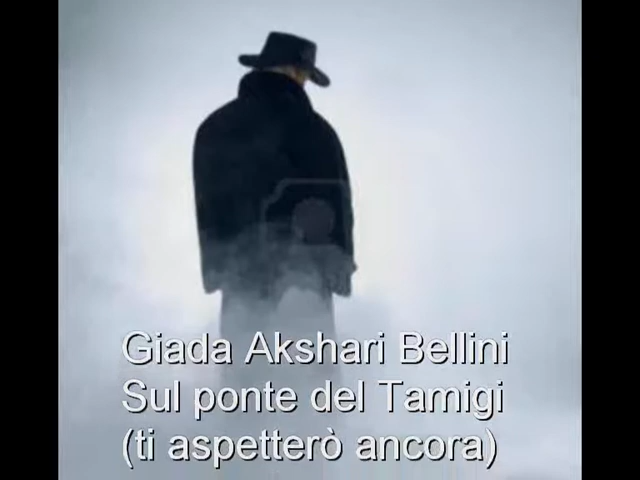 Giada Akshari Bellini
Sul ponte del Tamigi
(ti aspetterò ancora)